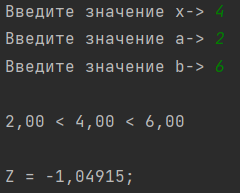 Введите значение x-> 4
Введите значение a-> 2
Введите значение b-> 6
2,00 < 4,00 < 6,00
Z = -1,04915;